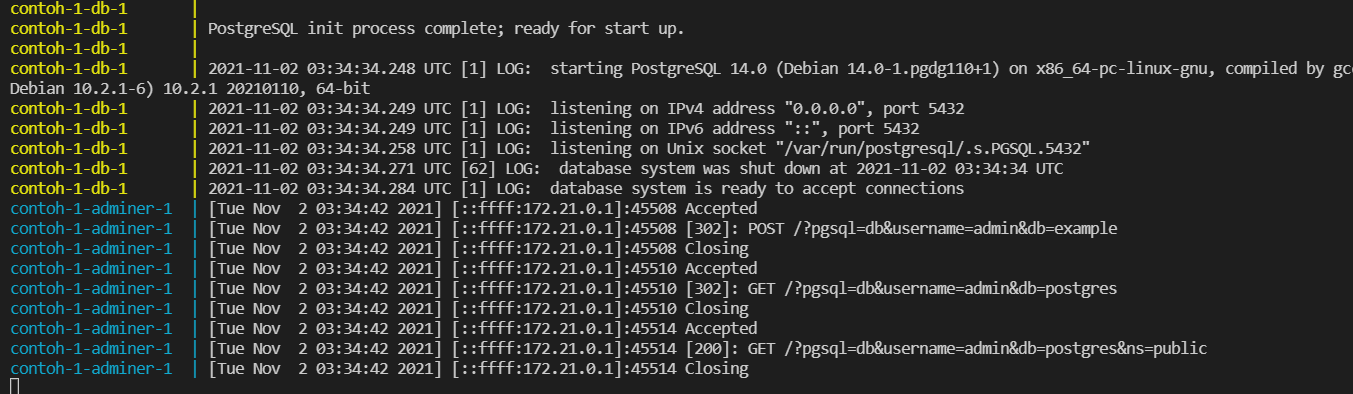 contoh-1-db-1       |
contoh-1-db-1       | PostgreSQL init process complete; ready for start up.
contoh-1-db-1       |
contoh-1-db-1       | 2021-11-02 03:34:34.248 UTC [1] LOG:  starting PostgreSQL 14.0 (Debian 14.0-1.pgdg110+1) on x86_64-pc-linux-gnu, compiled by gcc
Debian 10.2.1-6) 10.2.1 20210110, 64-bit
contoh-1-db-1       | 2021-11-02 03:34:34.249 UTC [1] LOG:  listening on IPv4 address "0.0.0.0", port 5432
contoh-1-db-1       | 2021-11-02 03:34:34.249 UTC [1] LOG:  listening on IPv6 address "::", port 5432
contoh-1-db-1       | 2021-11-02 03:34:34.258 UTC [1] LOG:  listening on Unix socket "/var/run/postgresql/.s.PGSQL.5432"
contoh-1-db-1       | 2021-11-02 03:34:34.271 UTC [62] LOG:  database system was shut down at 2021-11-02 03:34:34 UTC
contoh-1-db-1       | 2021-11-02 03:34:34.284 UTC [1] LOG:  database system is ready to accept connections
contoh-1-adminer-1  | [Tue Nov  2 03:34:42 2021] [::ffff:172.21.0.1]:45508 Accepted
contoh-1-adminer-1  | [Tue Nov  2 03:34:42 2021] [::ffff:172.21.0.1]:45508 [302]: POST /?pgsql=db&username=admin&db=example
contoh-1-adminer-1  | [Tue Nov  2 03:34:42 2021] [::ffff:172.21.0.1]:45508 Closing
contoh-1-adminer-1  | [Tue Nov  2 03:34:42 2021] [::ffff:172.21.0.1]:45510 Accepted
contoh-1-adminer-1  | [Tue Nov  2 03:34:42 2021] [::ffff:172.21.0.1]:45510 [302]: GET /?pgsql=db&username=admin&db=postgres
contoh-1-adminer-1  | [Tue Nov  2 03:34:42 2021] [::ffff:172.21.0.1]:45510 Closing
contoh-1-adminer-1  | [Tue Nov  2 03:34:42 2021] [::ffff:172.21.0.1]:45514 Accepted
contoh-1-adminer-1  | [Tue Nov  2 03:34:42 2021] [::ffff:172.21.0.1]:45514 [200]: GET /?pgsql=db&username=admin&db=postgres&ns=public
contoh-1-adminer-1  | [Tue Nov  2 03:34:42 2021] [::ffff:172.21.0.1]:45514 Closing